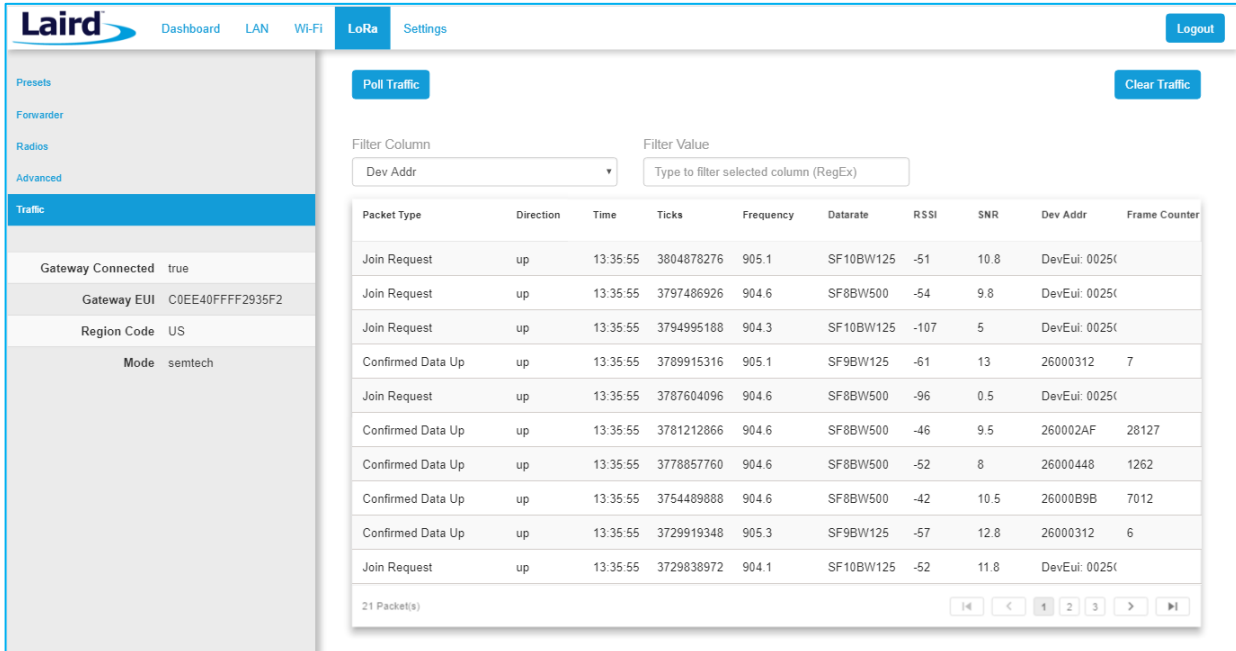 Laird Dashboard LAN Wi-Fi LoRa Settings Logout
Presets
Forwarder
Radios
Advanced
Traffic
Gateway Connected true
Gateway EUI C0EE40FFFF2935F2
Region Code US
Mode semtech
Poll Traffic Clear Traffic
Filter Column Filter Value
Dev Addr Type to filter selected column (RegEx)
Packet Type Direction Time Ticks Frequency Datarate RSSI SNR Dev Addr Frame Counter
Join Request up 13:35:55 3804878276 905.1 SF10BW125 -51 10.8 DevEui: 0025(
Join Request up 13:35:55 3797486926 904.6 SF8BW500 -54 9.8 DevEui: 0025(
Join Request up 13:35:55 3794995188 904.3 SF10BW125 -107 5 DevEui: 0025(
Confirmed Data Up up 13:35:55 3789915316 905.1 SF9BW125 -61 13 26000312 7
Join Request up 13:35:55 3787604096 904.6 SF8BW500 -96 0.5 DevEui: 0025(
Confirmed Data Up up 13:35:55 3781212866 904.6 SF8BW500 -46 9.5 260002AF 28127
Confirmed Data Up up 13:35:55 3778857760 904.6 SF8BW500 -52 8 26000448 1262
Confirmed Data Up up 13:35:55 3754489888 904.6 SF8BW500 -42 10.5 26000B9B 7012
Confirmed Data Up up 13:35:55 3729919348 905.3 SF9BW125 -57 12.8 26000312 6
Join Request up 13:35:55 3729838972 904.1 SF10BW125 -52 11.8 DevEui: 0025(
21 Packet(s) 1 2 3